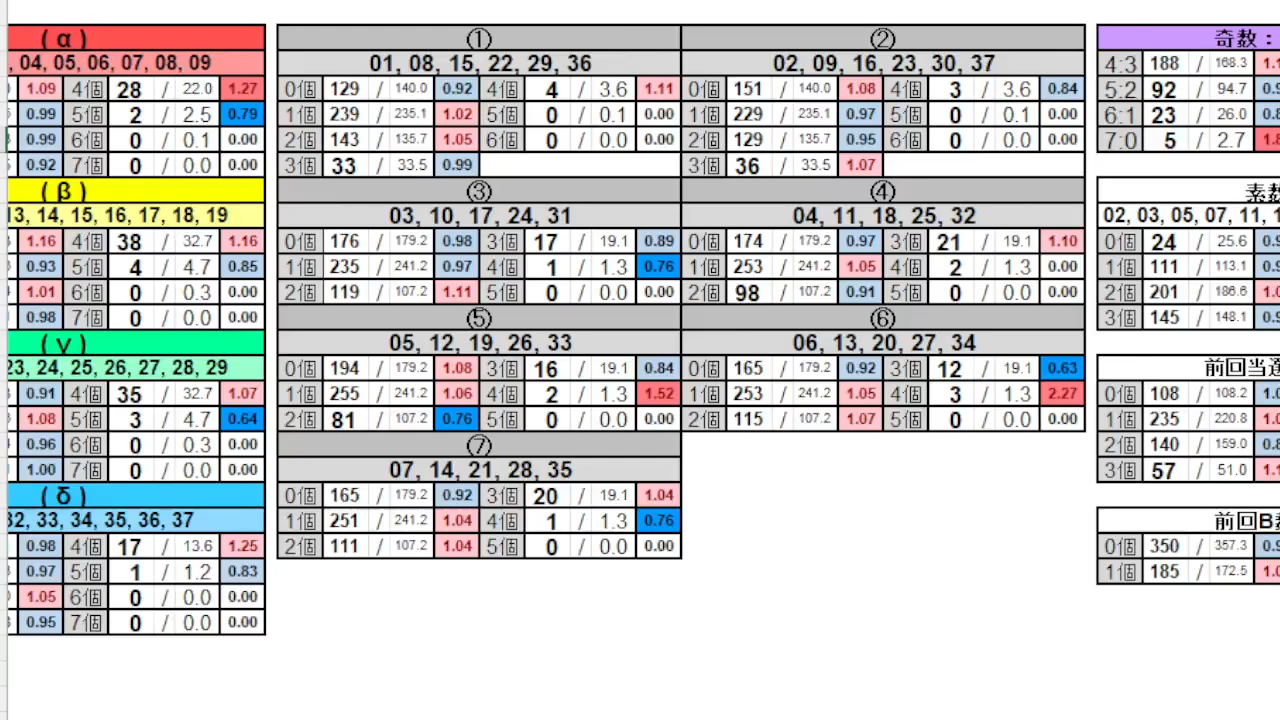 ( α )
, 04, 05, 06, 07, 08, 09
1.09 4個 28 / 22.0 1.27
0.99 5個 2 / 2.5 0.79
0.99 6個 0 / 0.1 0.00
0.92 7個 0 / 0.0 0.00
( β )
13, 14, 15, 16, 17, 18, 19
1.16 4個 38 / 32.7 1.16
0.93 5個 4 / 4.7 0.85
1.01 6個 0 / 0.3 0.00
0.98 7個 0 / 0.0 0.00
( γ )
23, 24, 25, 26, 27, 28, 29
0.91 4個 35 / 32.7 1.07
1.08 5個 3 / 4.7 0.64
0.96 6個 0 / 0.3 0.00
1.00 7個 0 / 0.0 0.00
( δ )
32, 33, 34, 35, 36, 37
0.98 4個 17 / 13.6 1.25
0.97 5個 1 / 1.2 0.83
1.05 6個 0 / 0.0 0.00
0.95 7個 0 / 0.0 0.00
①
01, 08, 15, 22, 29, 36
0個 129 / 140.0 0.92 4個 4 / 3.6 1.11
1個 239 / 235.1 1.02 5個 0 / 0.1 0.00
2個 143 / 135.7 1.05 6個 0 / 0.0 0.00
3個 33 / 33.5 0.99
②
02, 09, 16, 23, 30, 37
0個 151 / 140.0 1.08 4個 3 / 3.6 0.84
1個 229 / 235.1 0.97 5個 0 / 0.1 0.00
2個 129 / 135.7 0.95 6個 0 / 0.0 0.00
3個 36 / 33.5 1.07
③
03, 10, 17, 24, 31
0個 176 / 179.2 0.98 3個 17 / 19.1 0.89
1個 235 / 241.2 0.97 4個 1 / 1.3 0.76
2個 119 / 107.2 1.11 5個 0 / 0.0 0.00
④
04, 11, 18, 25, 32
0個 174 / 179.2 0.97 3個 21 / 19.1 1.10
1個 253 / 241.2 1.05 4個 2 / 1.3 0.00
2個 98 / 107.2 0.91 5個 0 / 0.0 0.00
⑤
05, 12, 19, 26, 33
0個 194 / 179.2 1.08 3個 16 / 19.1 0.84
1個 255 / 241.2 1.06 4個 2 / 1.3 1.52
2個 81 / 107.2 0.76 5個 0 / 0.0 0.00
⑥
06, 13, 20, 27, 34
0個 165 / 179.2 0.92 3個 12 / 19.1 0.63
1個 253 / 241.2 1.05 4個 3 / 1.3 2.27
2個 115 / 107.2 1.07 5個 0 / 0.0 0.00
⑦
07, 14, 21, 28, 35
0個 165 / 179.2 0.92 3個 20 / 19.1 1.04
1個 251 / 241.2 1.04 4個 1 / 1.3 0.76
2個 111 / 107.2 1.04 5個 0 / 0.0 0.00
奇数：
4:3 188 / 168.3
5:2 92 / 94.7
6:1 23 / 26.0
7:0 5 / 2.7
素数
02, 03, 05, 07, 11,
0個 24 / 25.6
1個 111 / 113.1
2個 201 / 186.6
3個 145 / 148.1
前回当選
0個 108 / 108.2
1個 235 / 220.8
2個 140 / 159.0
3個 57 / 51.0
前回B数
0個 350 / 357.3
1個 185 / 172.5